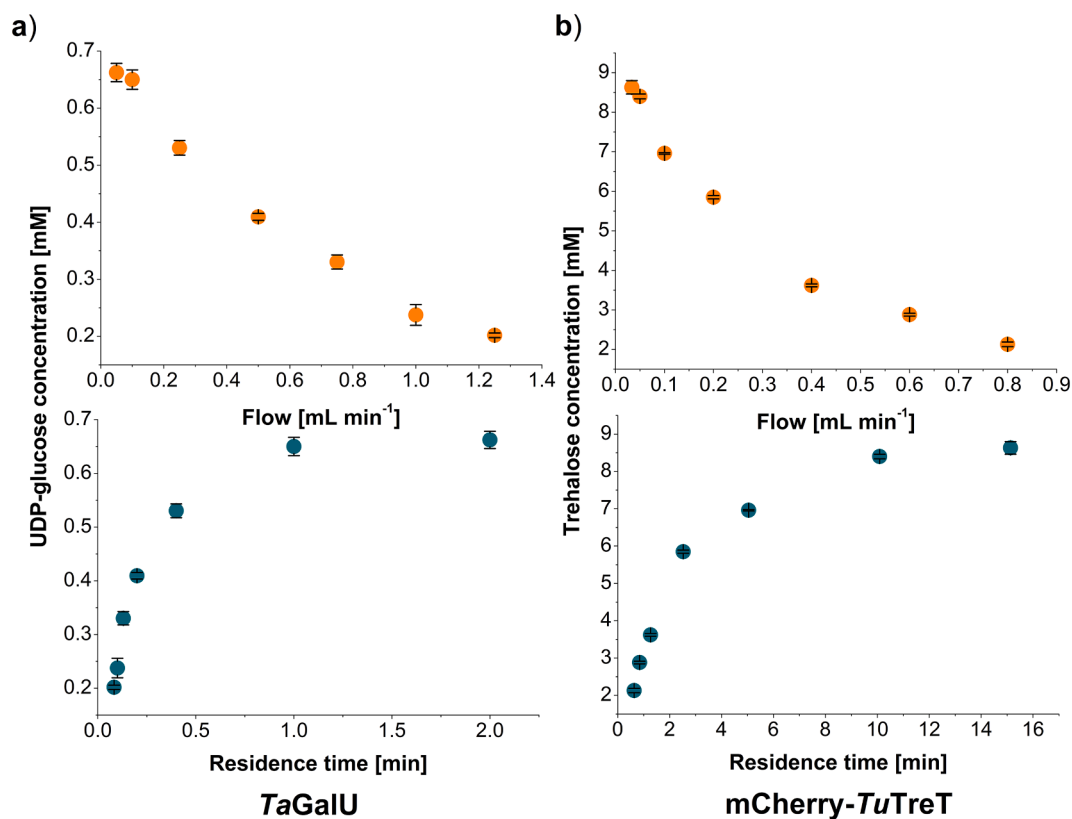 a)
0.7
0.6
0.5
0.4
0.3
0.2
0.0 0.2 0.4 0.6 0.8 1.0 1.2 1.4
Flow [mL min⁻¹]
UDP-glucose concentration [mM]
0.7
0.6
0.5
0.4
0.3
0.2
0.0 0.5 1.0 1.5 2.0
Residence time [min]
TaGalU
b)
9
8
7
6
5
4
3
2
0.0 0.1 0.2 0.3 0.4 0.5 0.6 0.7 0.8 0.9
Flow [mL min⁻¹]
Trehalose concentration [mM]
9
8
7
6
5
4
3
2
0 2 4 6 8 10 12 14 16
Residence time [min]
mCherry-TuTreT